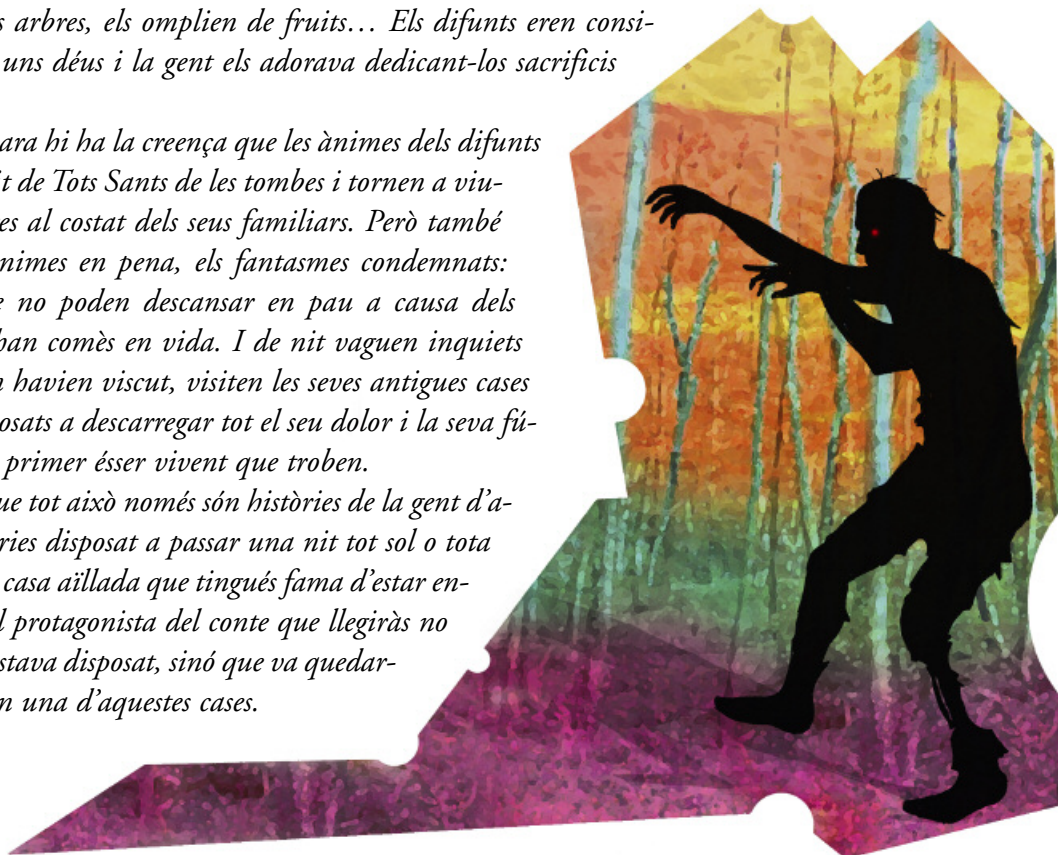 s arbres, els omplien de fruits… Els difunts eren consi-
uns déus i la gent els adorava dedicant-los sacrificis
ara hi ha la creença que les ànimes dels difunts
it de Tots Sants de les tombes i tornen a viu-
es al costat dels seus familiars. Però també
nimes en pena, els fantasmes condemnats:
e no poden descansar en pau a causa dels
han comès en vida. I de nit vaguen inquiets
n havien viscut, visiten les seves antigues cases
osats a descarregar tot el seu dolor i la seva fú-
primer ésser vivent que troben.
ue tot això només són històries de la gent d’a-
ries disposat a passar una nit tot sol o tota
casa aïllada que tingués fama d’estar en-
l protagonista del conte que llegiràs no
stava disposat, sinó que va quedar-
n una d’aquestes cases.